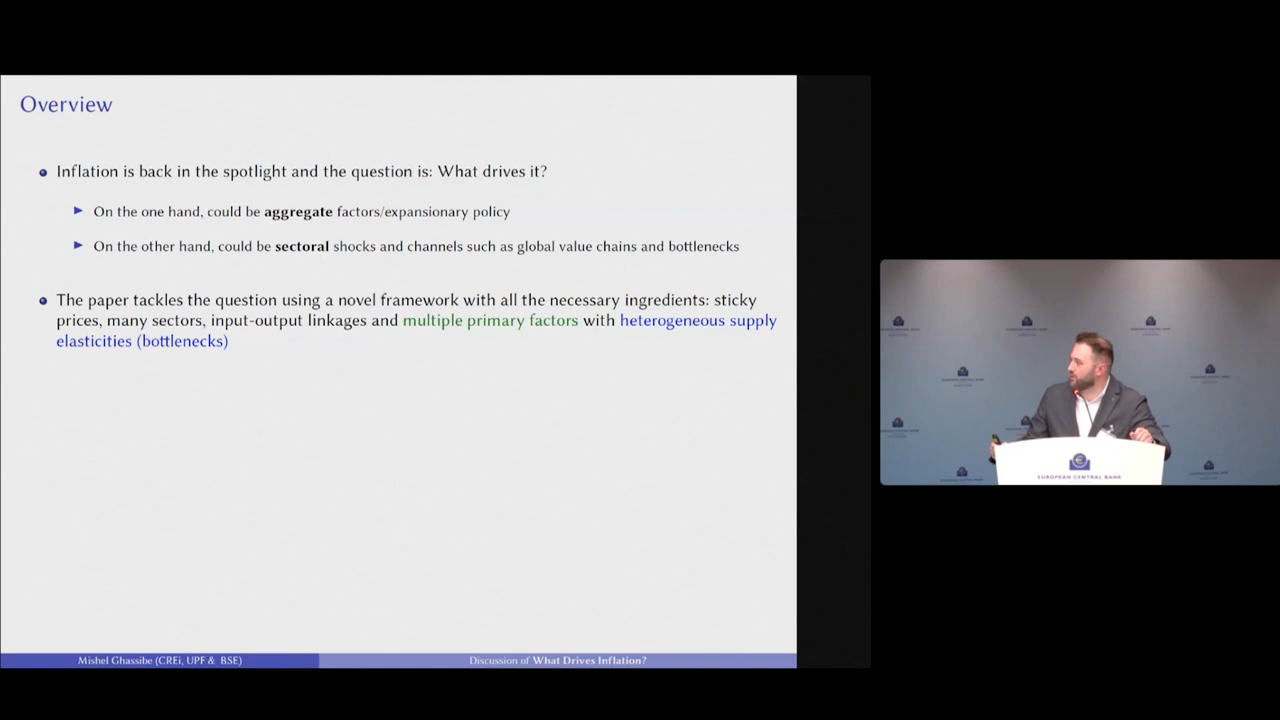 Overview
Inflation is back in the spotlight and the question is: What drives it?
On the one hand, could be aggregate factors/expansionary policy
On the other hand, could be sectoral shocks and channels such as global value chains and bottlenecks
The paper tackles the question using a novel framework with all the necessary ingredients: sticky
prices, many sectors, input-output linkages and multiple primary factors with heterogeneous supply
elasticities (bottlenecks)
EUROPEAN CENTRAL BANK
Mishel Ghassibe (CREi, UPF & BSE)
Discussion of What Drives Inflation?